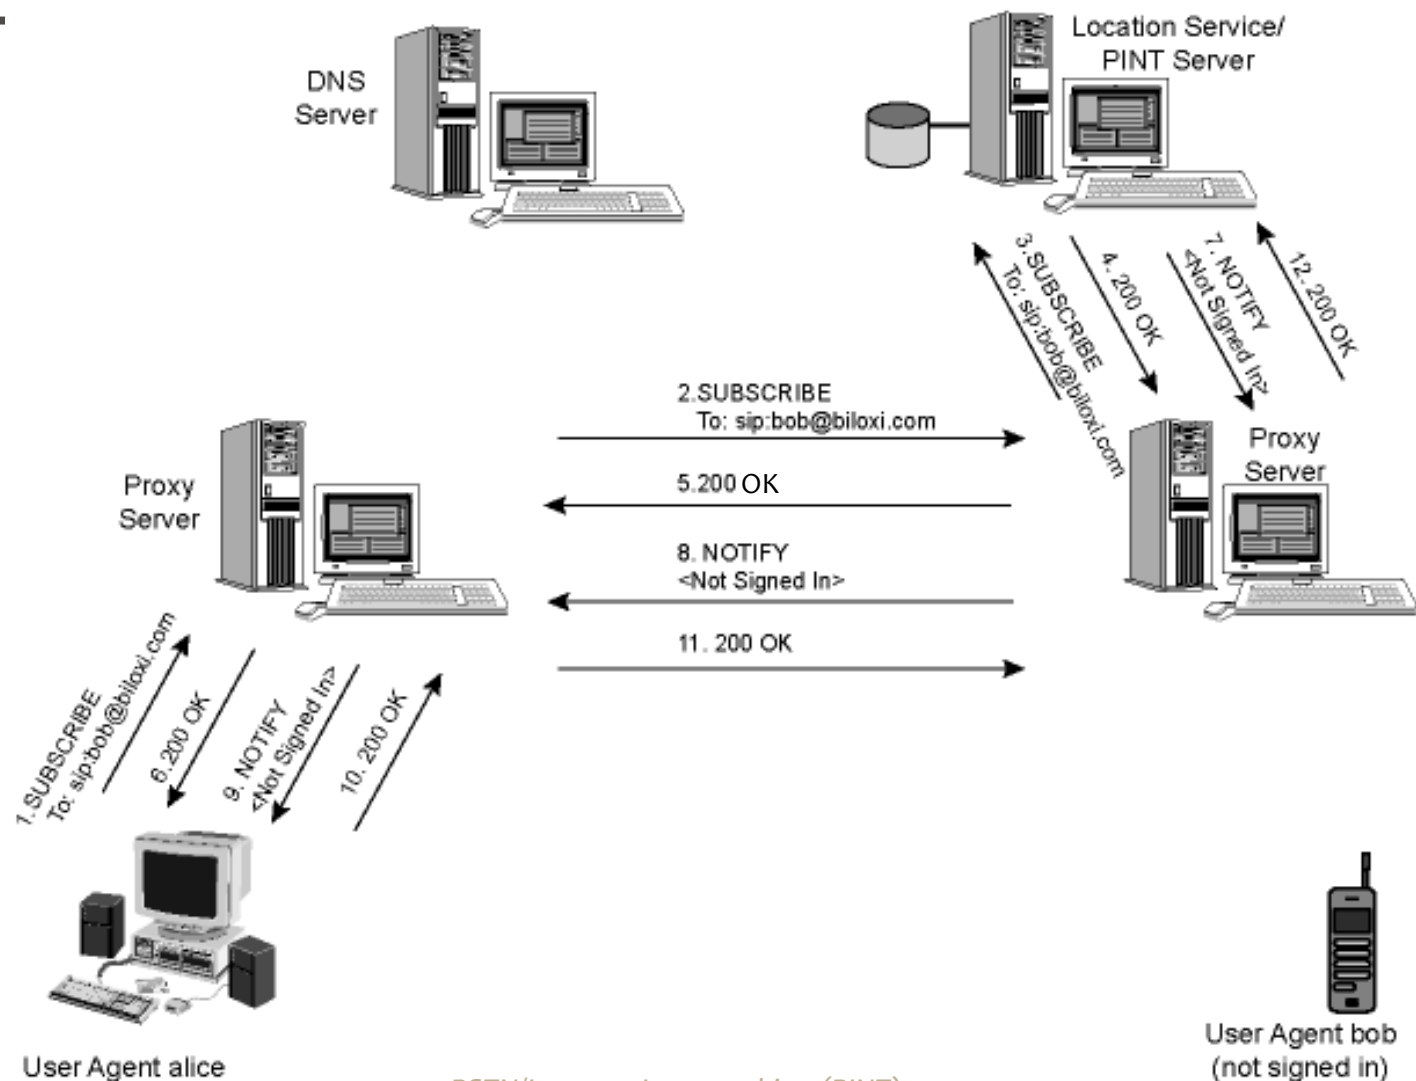 DNS
Server
Location Service/
PINT Server
3.SUBSCRIBE
To: sip:bob@biloxi.com
4. 200 OK
7. NOTIFY
<Not Signed In>
12. 200 OK
2.SUBSCRIBE
To: sip:bob@biloxi.com
5.200 OK
8. NOTIFY
<Not Signed In>
11. 200 OK
Proxy
Server
Proxy
Server
1.SUBSCRIBE
To: sip:bob@biloxi.com
6.200 OK
9. NOTIFY
<Not Signed In>
10. 200 OK
User Agent alice
User Agent bob
(not signed in)
(PINT)